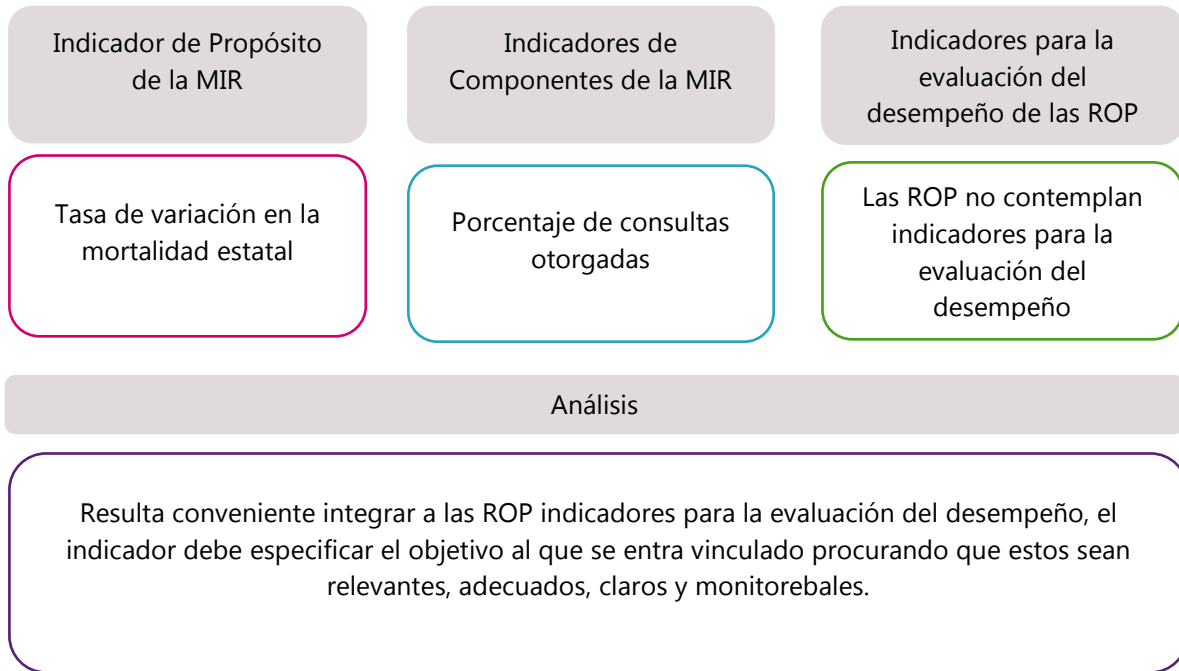 Indicador de Propósito
de la MIR
Indicadores de
Componentes de la MIR
Indicadores para la
evaluación del
desempeño de las ROP
Tasa de variación en la
mortalidad estatal
Porcentaje de consultas
otorgadas
Las ROP no contemplan
indicadores para la
evaluación del
desempeño
Análisis
Resulta conveniente integrar a las ROP indicadores para la evaluación del desempeño, el
indicador debe especificar el objetivo al que se entra vinculado procurando que estos sean
relevantes, adecuados, claros y monitorebales.